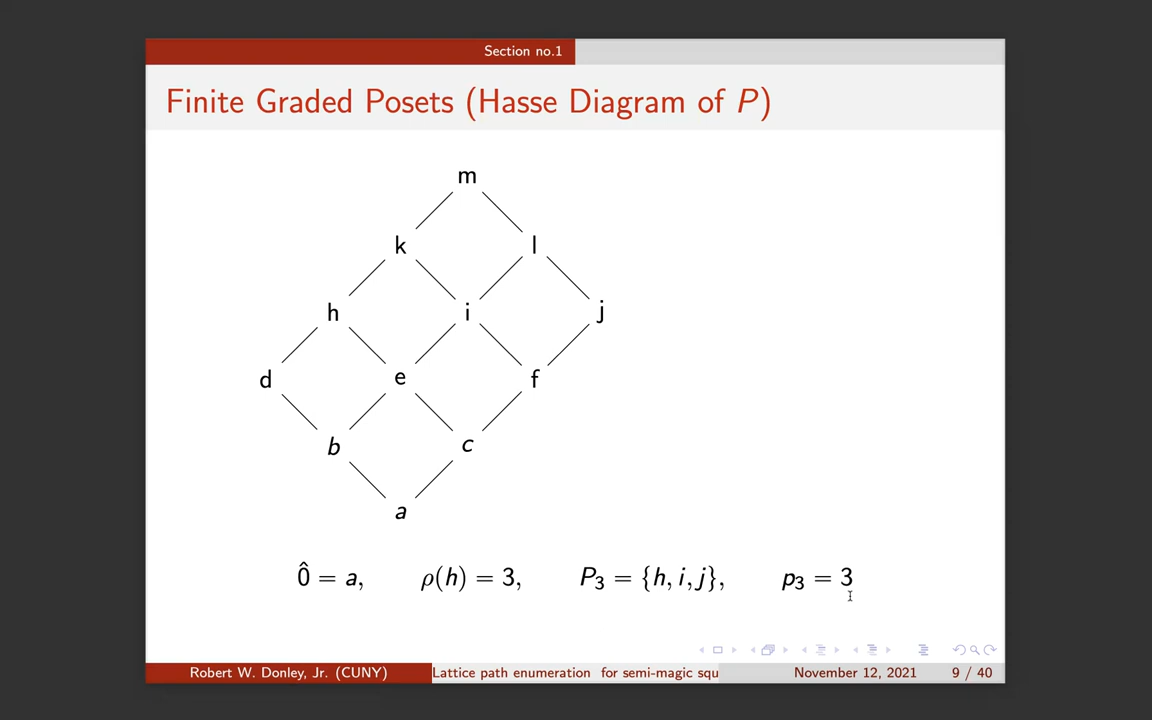 Section no.1
Finite Graded Posets (Hasse Diagram of P)
m
k l
h i j
d e f
b c
a
0̂ = a, ρ(h) = 3, P₃ = {h, i, j}, p₃ = 3
Robert W. Donley, Jr. (CUNY) Lattice path enumeration for semi-magic squ November 12, 2021 9 / 40